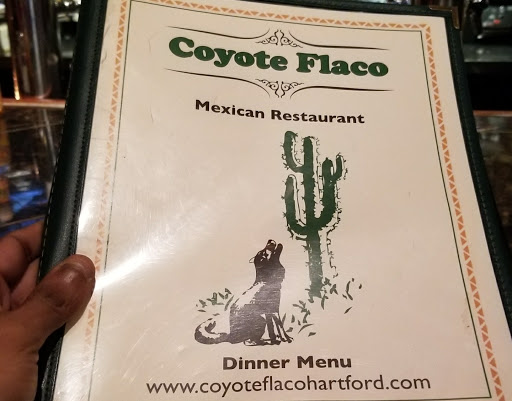 Coyote Flaco
Mexican Restaurant
Dinner Menu
www.coyoteflacohartford.com